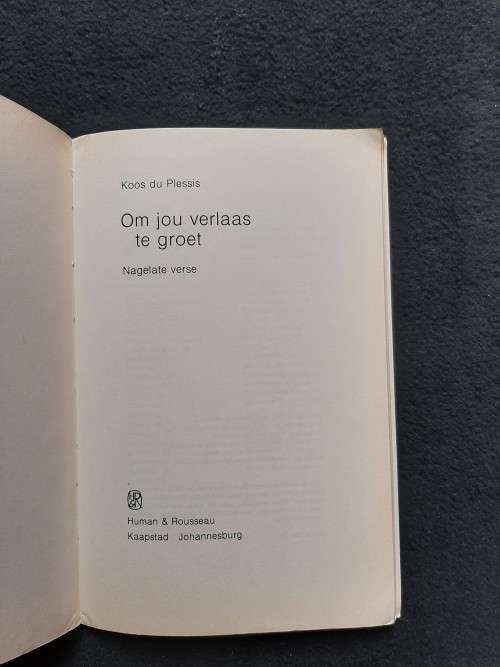 Koos du Plessis
Om jou verlaas
te groet
Nagelate verse
Human & Rousseau
Kaapstad Johannesburg